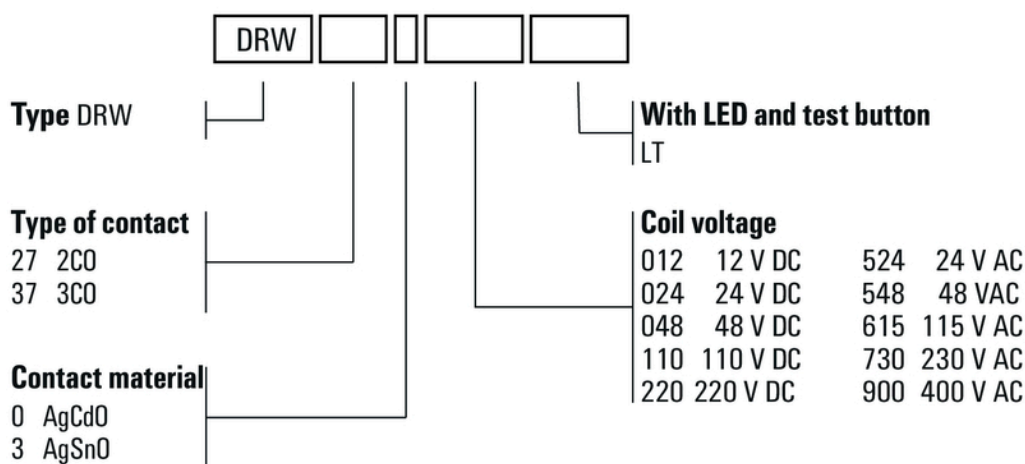 DRW
Type DRW
With LED and test button
LT
Type of contact
27 2CO
37 3CO
Coil voltage
012 12 V DC 524 24 V AC
024 24 V DC 548 48 VAC
048 48 V DC 615 115 V AC
110 110 V DC 730 230 V AC
220 220 V DC 900 400 V AC
Contact material
0 AgCdO
3 AgSnO